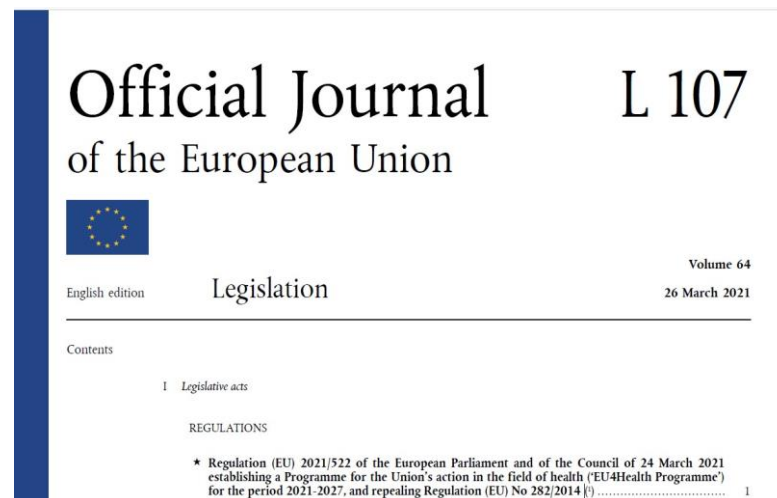 Official Journal L 107
of the European Union
Volume 64
English edition Legislation 26 March 2021
Contents
I Legislative acts
REGULATIONS
★ Regulation (EU) 2021/522 of the European Parliament and of the Council of 24 March 2021
establishing a Programme for the Union’s action in the field of health (‘EU4Health Programme’)
for the period 2021-2027, and repealing Regulation (EU) No 282/2014 (¹) ................................ 1